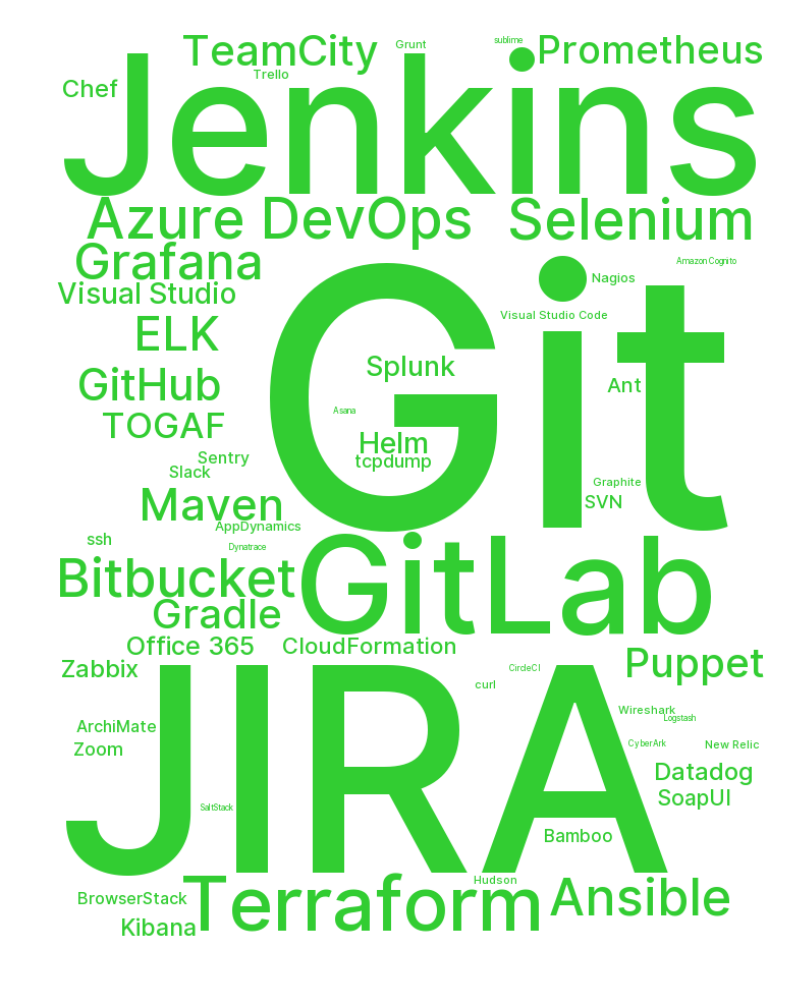 Grunt
sublime
TeamCity
Prometheus
Trello
Chef
Jenkins
Azure DevOps
Selenium
Grafana
Amazon Cognito
Nagios
Visual Studio
Visual Studio Code
ELK
Git
Splunk
GitHub
Ant
Asana
TOGAF
Helm
tcpdump
Sentry
Slack
Graphite
SVN
Maven
AppDynamics
ssh
Dynatrace
Bitbucket
GitLab
Gradle
Office 365
CloudFormation
Zabbix
CircleCI
Puppet
curl
JIRA
Wireshark
Logstash
ArchiMate
Zoom
CyberArk
New Relic
Datadog
SoapUI
SaltStack
Bamboo
Hudson
Terraform
Ansible
BrowserStack
Kibana